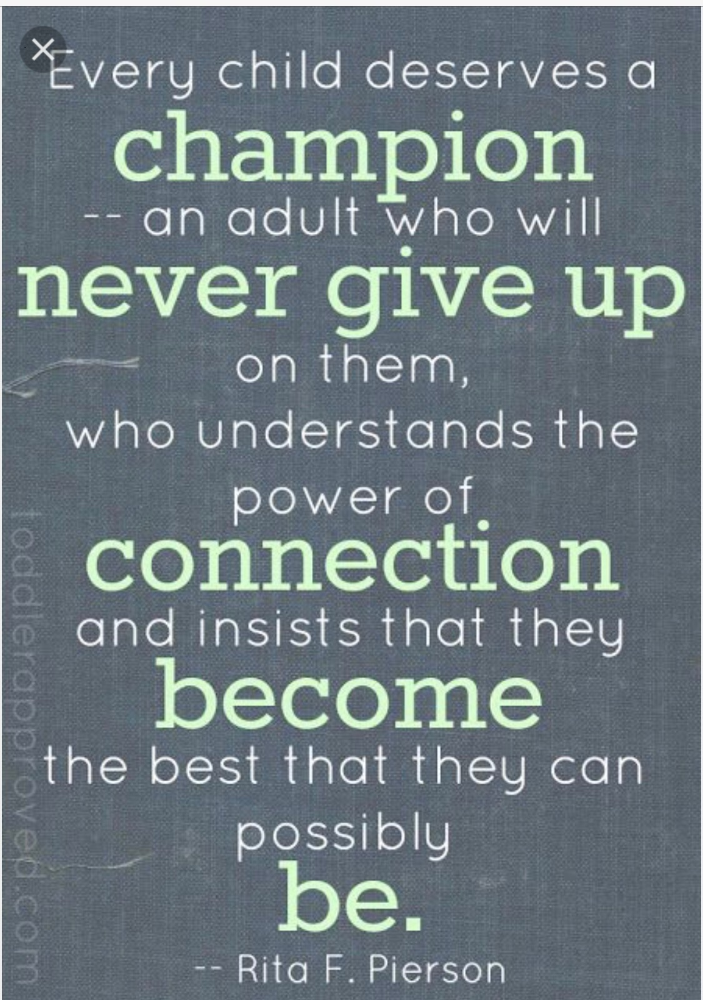 Every child deserves a
champion
-- an adult who will
never give up
on them,
who understands the
power of
connection
and insists that they
become
the best that they can
possibly
be.
-- Rita F. Pierson
toddlerapproved.com